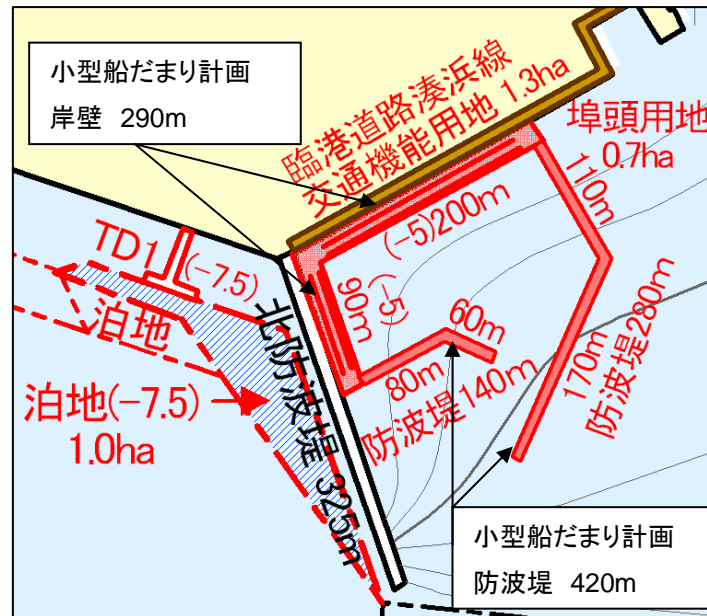 小型船だまり計画
岸壁 290m
臨港道路湊浜線
交通機能用地 1.3ha
埠頭用地
0.7ha
110m
(-5)200m
TD1
(-7.5)
泊地
北防波堤 325m
90m
(-5)
60m
80m
防波堤140m
170m
防波堤280m
泊地(-7.5)
1.0ha
小型船だまり計画
防波堤 420m